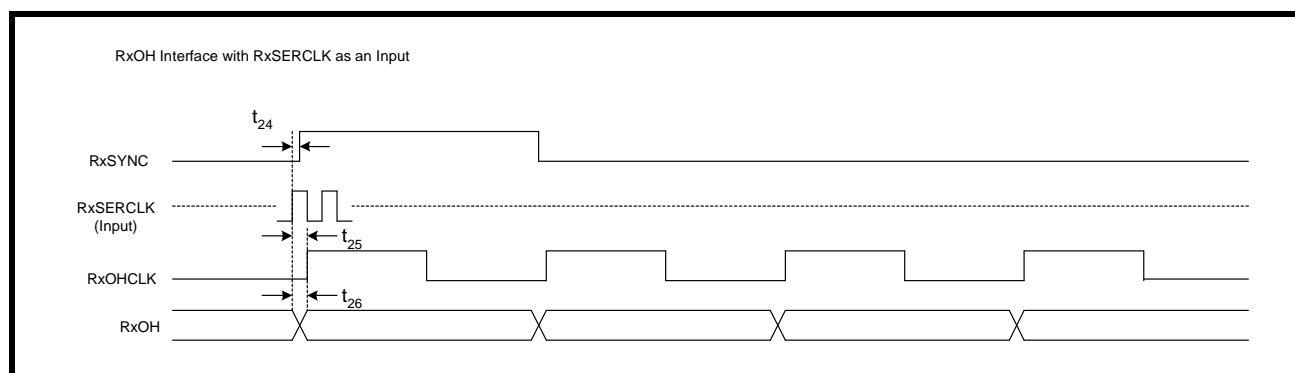 RxOH Interface with RxSERCLK as an Input
t24
RxSYNC
RxSERCLK
(Input)
t25
RxOHCLK
t26
RxOH